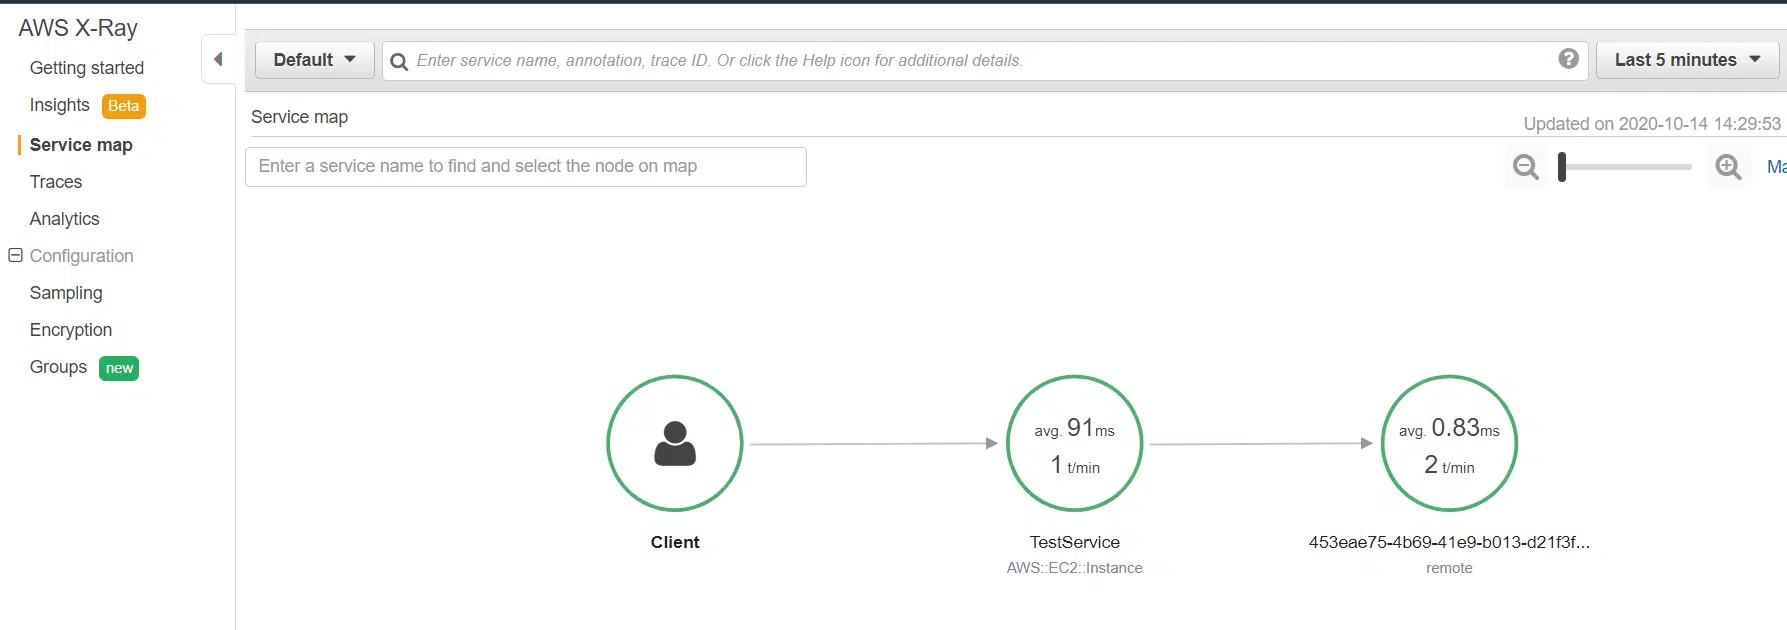 AWS X-Ray
Getting started
Insights Beta
Service map
Traces
Analytics
Configuration
Sampling
Encryption
Groups new
Default
Enter service name, annotation, trace ID. Or click the Help icon for additional details.
?
Last 5 minutes
Service map
Updated on 2020-10-14 14:29:53
Enter a service name to find and select the node on map
Ma
avg. 91ms
1 t/min
avg. 0.83ms
2 t/min
Client
TestService
453eae75-4b69-41e9-b013-d21f3f...
AWS::EC2::Instance
remote